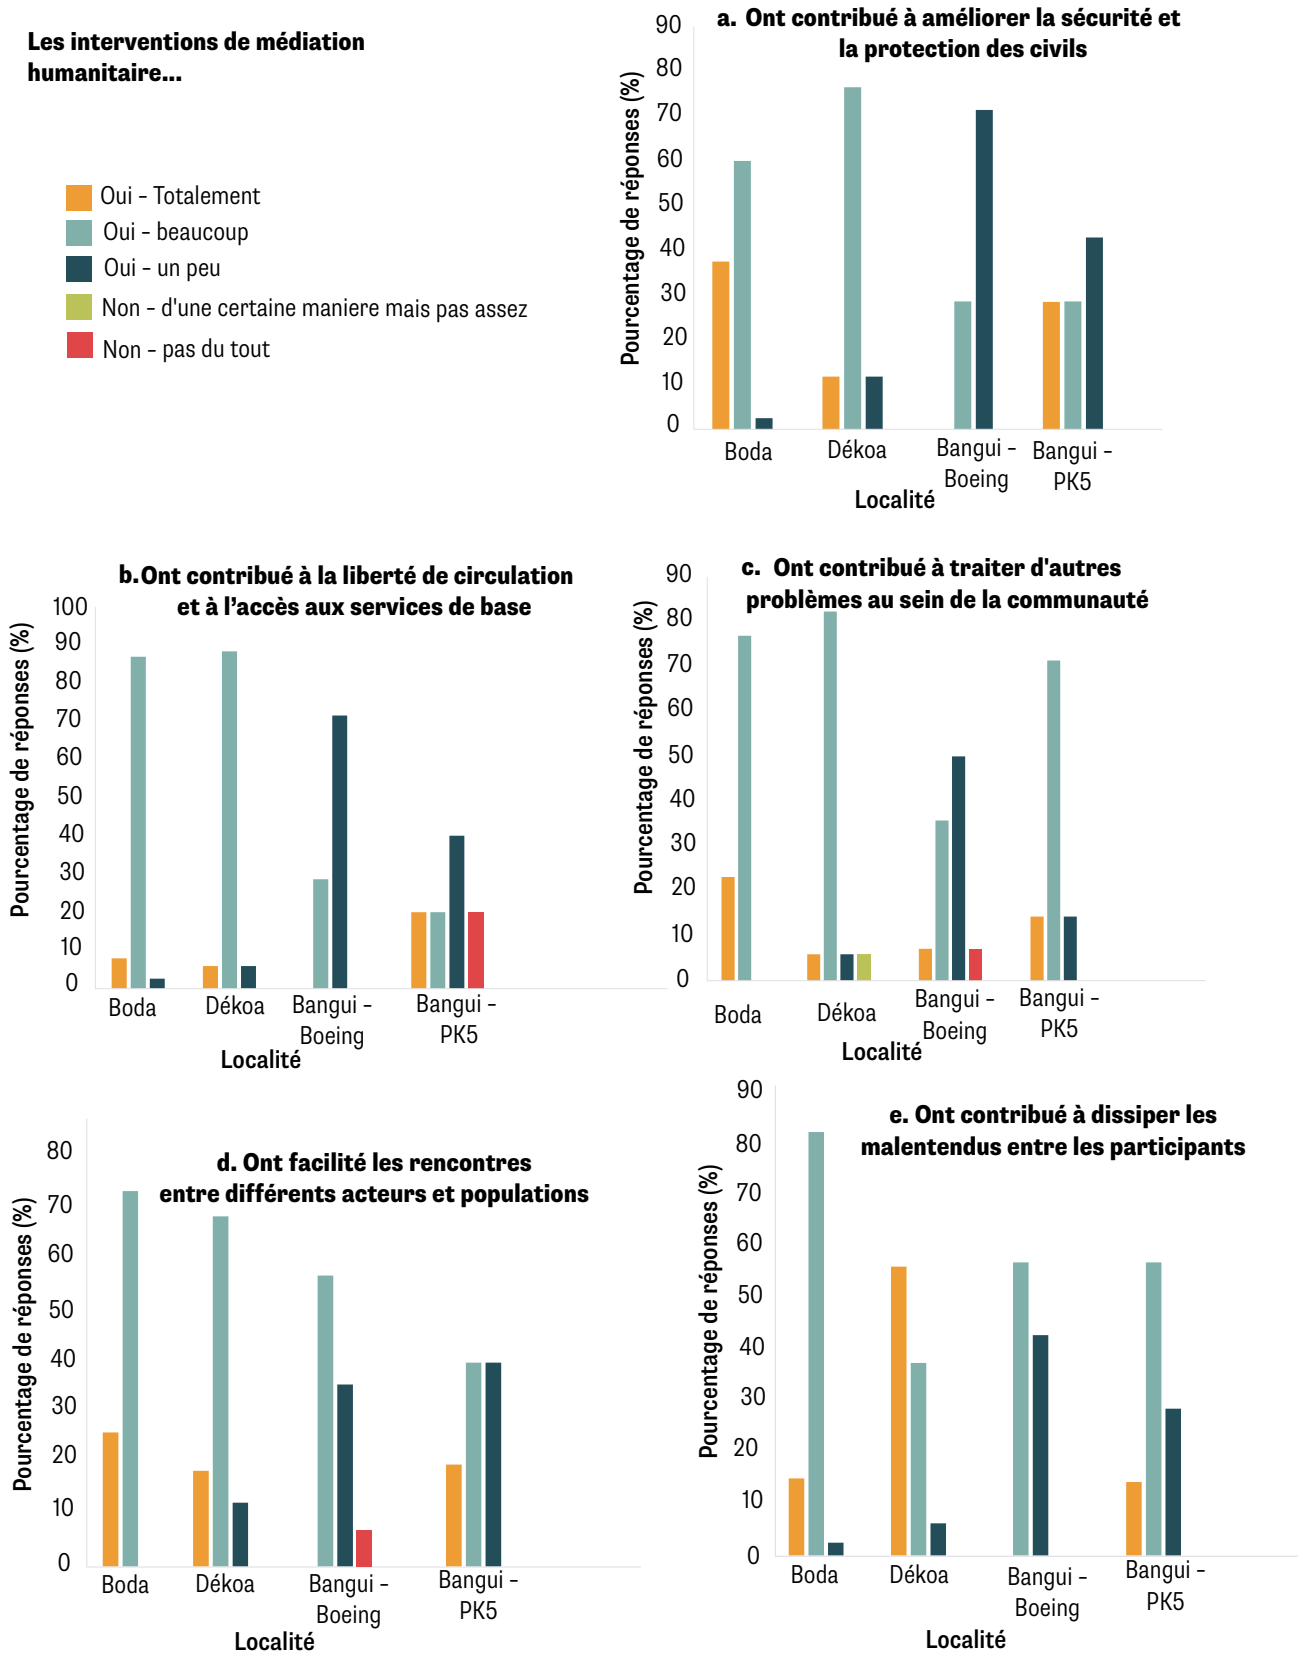 Les interventions de médiation
humanitaire...
Oui - Totalement
Oui - beaucoup
Oui - un peu
Non - d'une certaine maniere mais pas assez
Non - pas du tout
a. Ont contribué à améliorer la sécurité et
la protection des civils
Pourcentage de réponses (%)
90
80
70
60
50
40
30
20
10
0
Boda
Dékoa
Bangui -
Boeing
Bangui -
PK5
Localité
b. Ont contribué à la liberté de circulation
et à l’accès aux services de base
Pourcentage de réponses (%)
100
90
80
70
60
50
40
30
20
10
0
Boda
Dékoa
Bangui -
Boeing
Bangui -
PK5
Localité
c. Ont contribué à traiter d'autres
problèmes au sein de la communauté
Pourcentage de réponses (%)
90
80
70
60
50
40
30
20
10
0
Boda
Dékoa
Bangui -
Boeing
Bangui -
PK5
Localité
d. Ont facilité les rencontres
entre différents acteurs et populations
Pourcentage de réponses (%)
80
70
60
50
40
30
20
10
0
Boda
Dékoa
Bangui -
Boeing
Bangui -
PK5
Localité
e. Ont contribué à dissiper les
malentendus entre les participants
Pourcentage de réponses (%)
90
80
70
60
50
40
30
20
10
0
Boda
Dékoa
Bangui -
Boeing
Bangui -
PK5
Localité